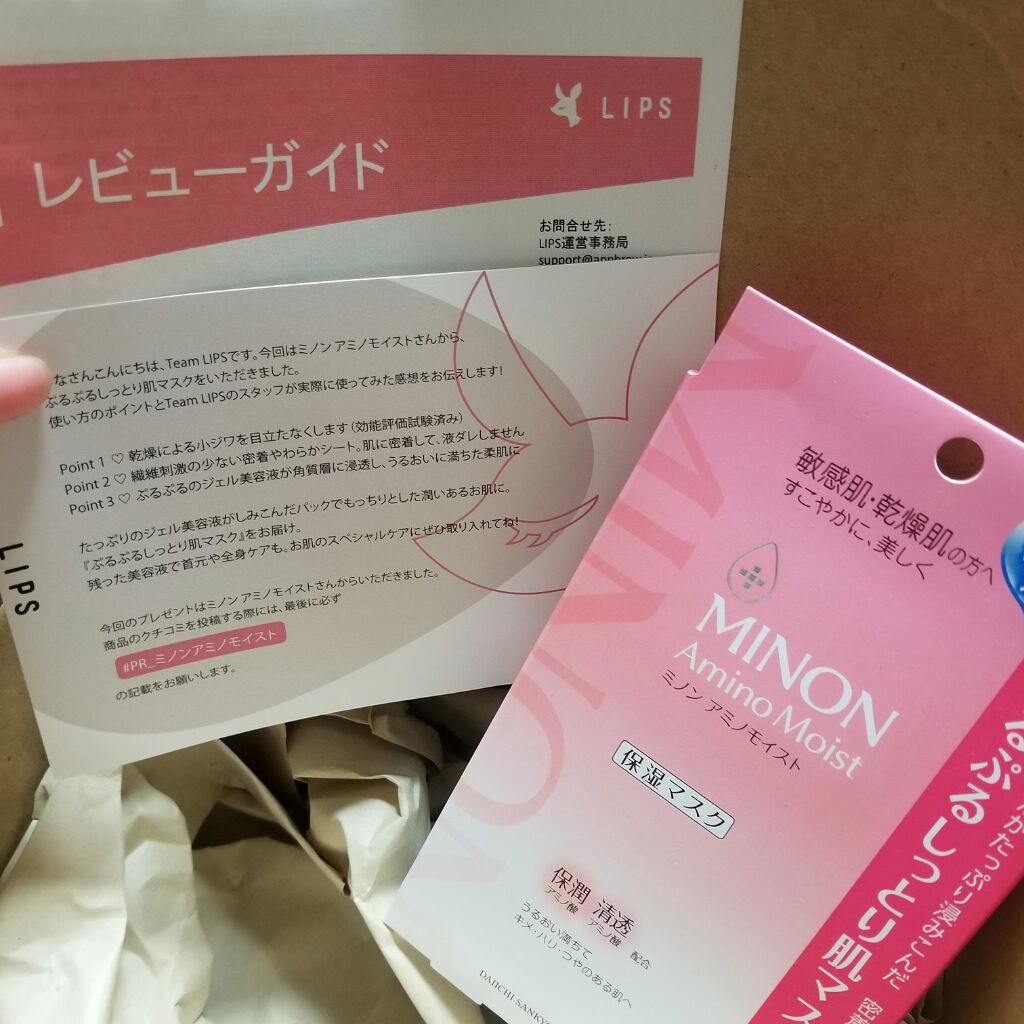 LIPS
レビューガイド
お問合せ先:
LIPS運営事務局
なさんこんにちは、Team LIPSです。今回はミノン アミノモイストさんから、
ぷるぷるしっとり肌マスクをいただきました。
使い方のポイントとTeam LIPSのスタッフが実際に使ってみた感想をお伝えします!
Point 1 ♡ 乾燥による小ジワを目立たなくします(効能評価試験済み)
Point 2 ♡ 繊維刺激の少ない密着やわらかシート。肌に密着して、液ダレしません
Point 3 ♡ ぷるぷるのジェル美容液が角質層に浸透し、うるおいに満ちた柔肌に
たっぷりのジェル美容液がしみこんだパックでもっちりとした潤いあるお肌に。
『ぷるぷるしっとり肌マスク』をお届け。
残った美容液で首元や全身ケアも。お肌のスペシャルケアにぜひ取り入れてね!
今回のプレゼントはミノン アミノモイストさんからいただきました。
商品のクチコミを投稿する際には、最後に必ず
#PR_ミノンアミノモイスト
の記載をお願いします。
LIPS
MINON
敏感肌・乾燥肌の方へ
すこやかに、美しく
MINON
Amino Moist
ミノン アミノモイスト
保湿マスク
保潤 清透
アミノ酸 アミノ酸 配合
うるおい満ちて
キメ・ハリ・つやのある肌へ
DAIICHI SANKY
がたっぷり浸みこんだ 密着
るぷるしっとり肌マス